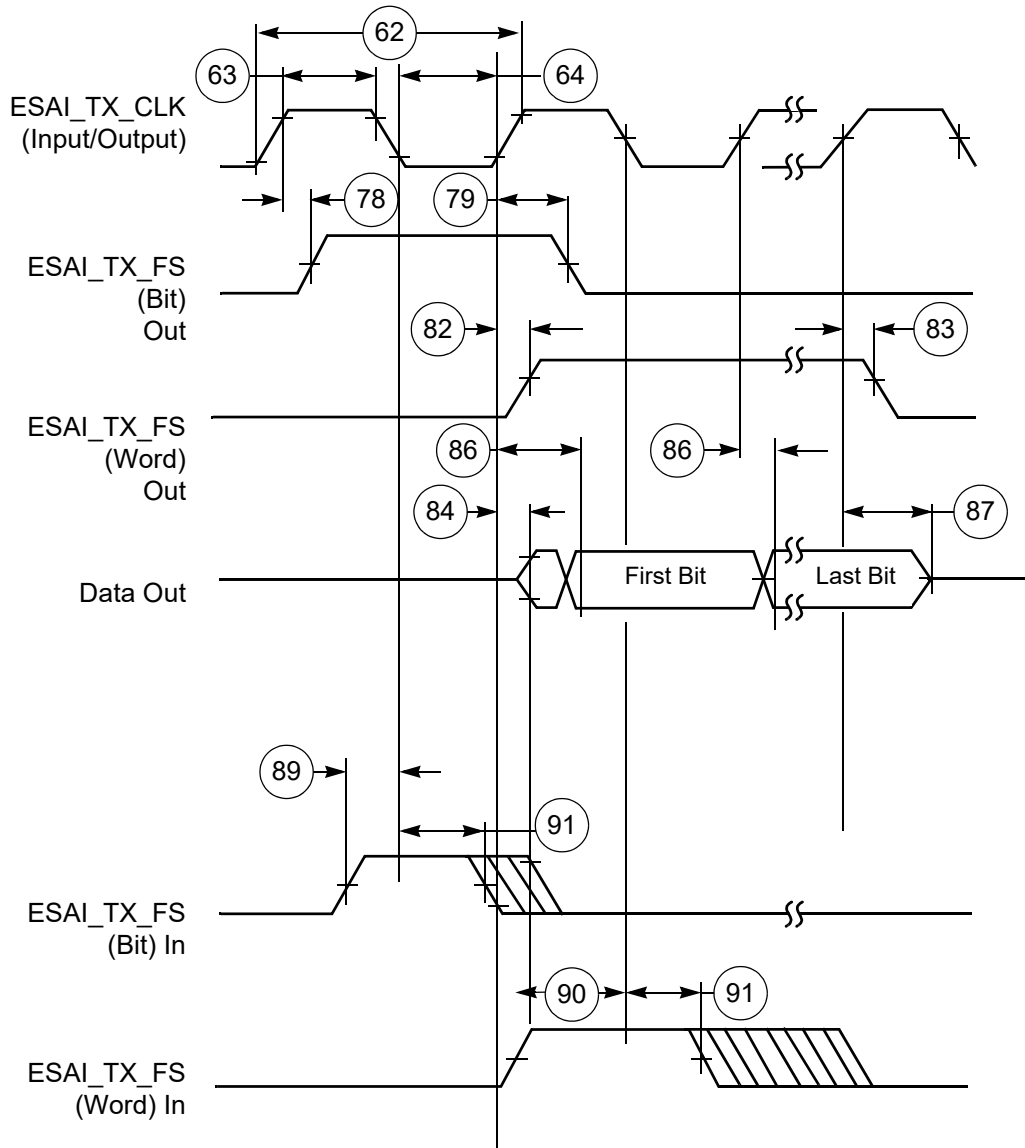 62
63
64
ESAI_TX_CLK
(Input/Output)
78
79
ESAI_TX_FS
(Bit)
Out
82
83
ESAI_TX_FS
(Word)
Out
86
86
84
87
Data Out
First Bit
Last Bit
89
91
ESAI_TX_FS
(Bit) In
90
91
ESAI_TX_FS
(Word) In